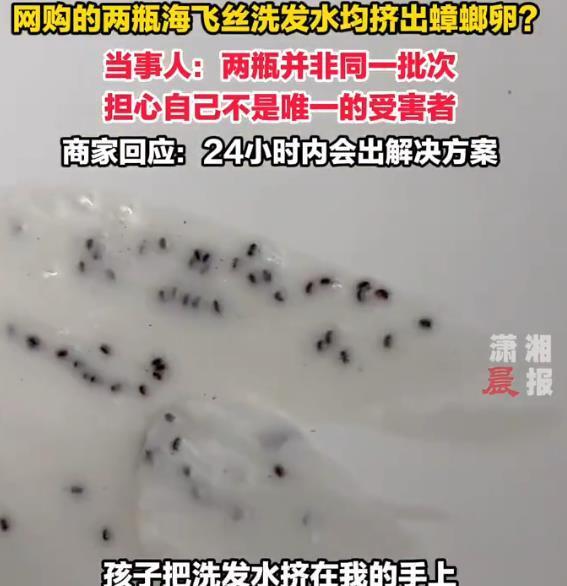 网购的两瓶海飞丝洗发水均挤出蟑螂卵？
当事人：两瓶并非同一批次
担心自己不是唯一的受害者
商家回应：24小时内会出解决方案
潇湘
晨报
孩子把洗发水挤在我的手上